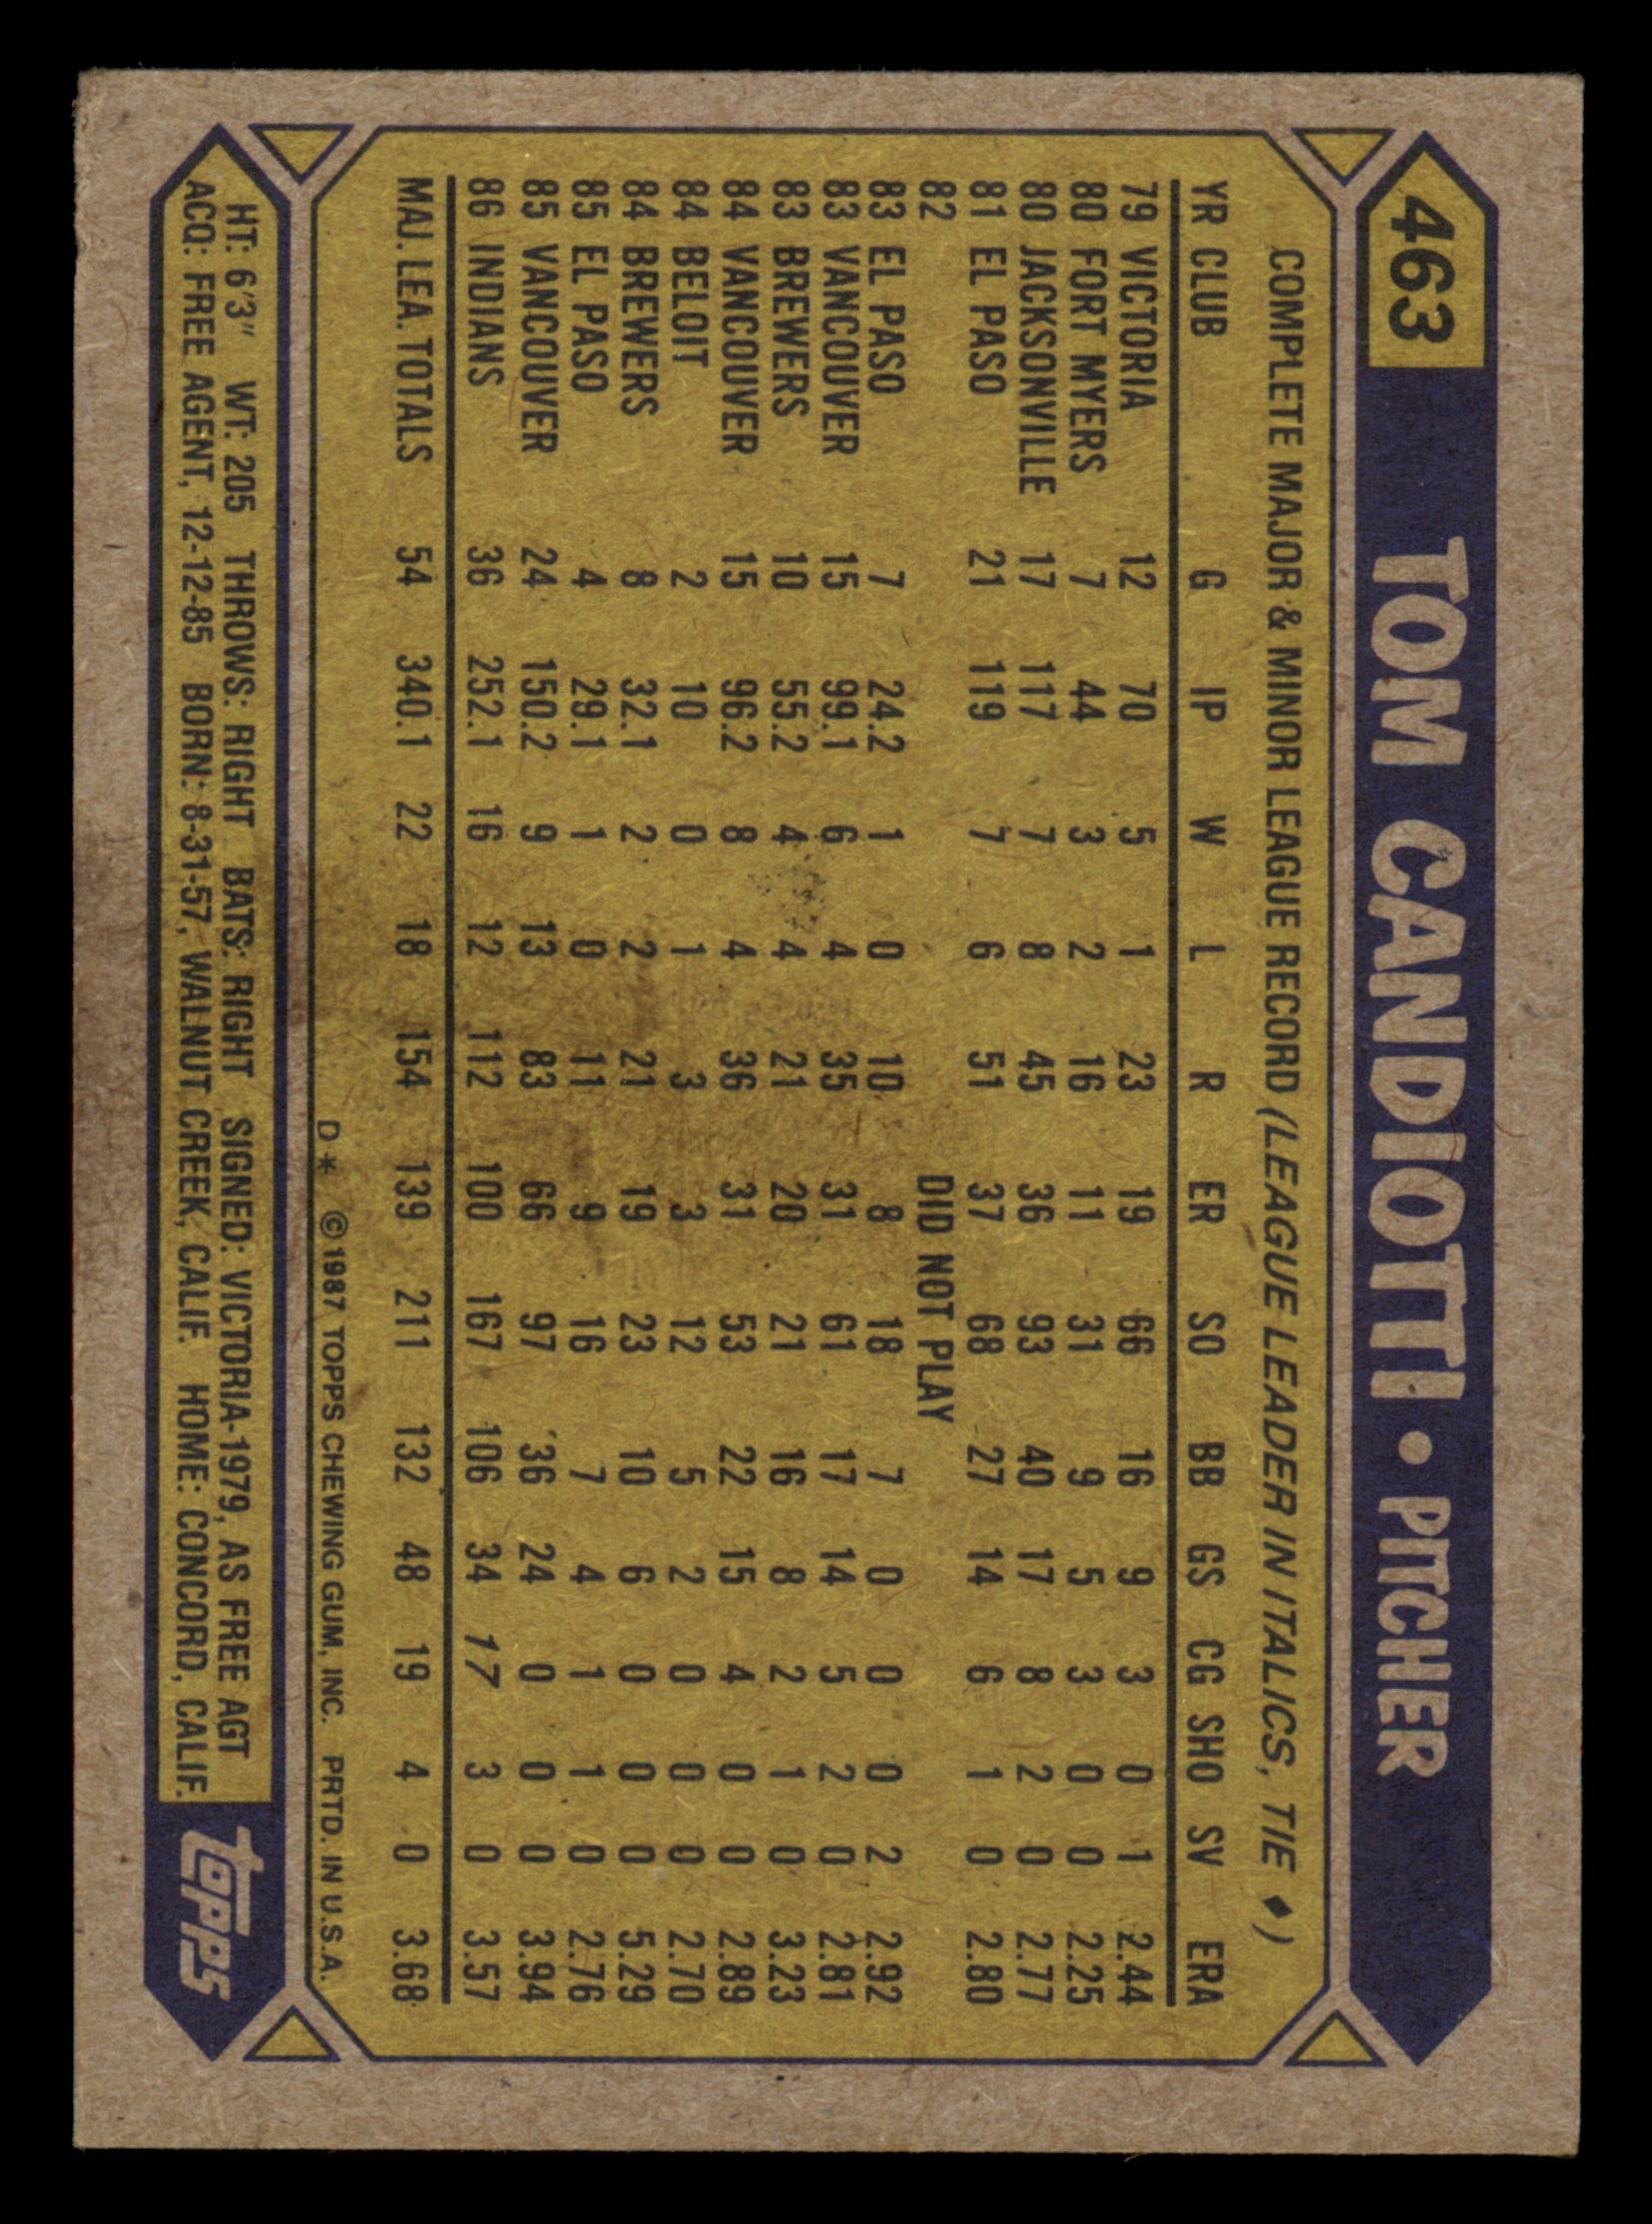 463 TOM CANDIOTTI • PITCHER
COMPLETE MAJOR & MINOR LEAGUE RECORD (LEAGUE LEADER IN ITALICS, TIE ♦)
YR CLUB G IP W L R ER SO BB GS CG SHO SV ERA
79 VICTORIA 12 70 5 1 23 19 66 16 9 3 0 1 2.44
80 FORT MYERS 7 44 3 2 16 11 31 9 5 3 0 0 2.25
80 JACKSONVILLE 17 117 7 8 45 36 93 40 17 8 2 0 2.77
81 EL PASO 21 119 7 6 51 37 68 27 14 6 1 0 2.80
82 DID NOT PLAY
83 EL PASO 7 24.2 1 0 10 8 18 7 0 0 0 2 2.92
83 VANCOUVER 15 99.1 6 4 35 31 61 17 14 5 2 0 2.81
83 BREWERS 10 55.2 4 4 21 20 21 16 8 2 1 0 3.23
84 VANCOUVER 15 96.2 8 4 36 31 53 22 15 4 0 0 2.89
84 BELOIT 2 10 0 1 3 3 12 5 2 0 0 0 2.70
84 BREWERS 8 32.1 2 2 21 19 23 10 6 0 0 0 5.29
85 EL PASO 4 29.1 1 0 11 9 16 7 4 1 1 0 2.76
85 VANCOUVER 24 150.2 9 13 83 66 97 36 24 0 0 0 3.94
86 INDIANS 36 252.1 16 12 112 100 167 106 34 17 3 0 3.57
MAJ. LEA. TOTALS 54 340.1 22 18 154 139 211 132 48 19 4 0 3.68
D* ©1987 TOPPS CHEWING GUM, INC. PRTD. IN U.S.A.
HT: 6'3" WT: 205 THROWS: RIGHT BATS: RIGHT SIGNED: VICTORIA-1979, AS FREE AGT
ACQ: FREE AGENT, 12-12-85 BORN: 8-31-57, WALNUT CREEK, CALIF. HOME: CONCORD, CALIF.
topps